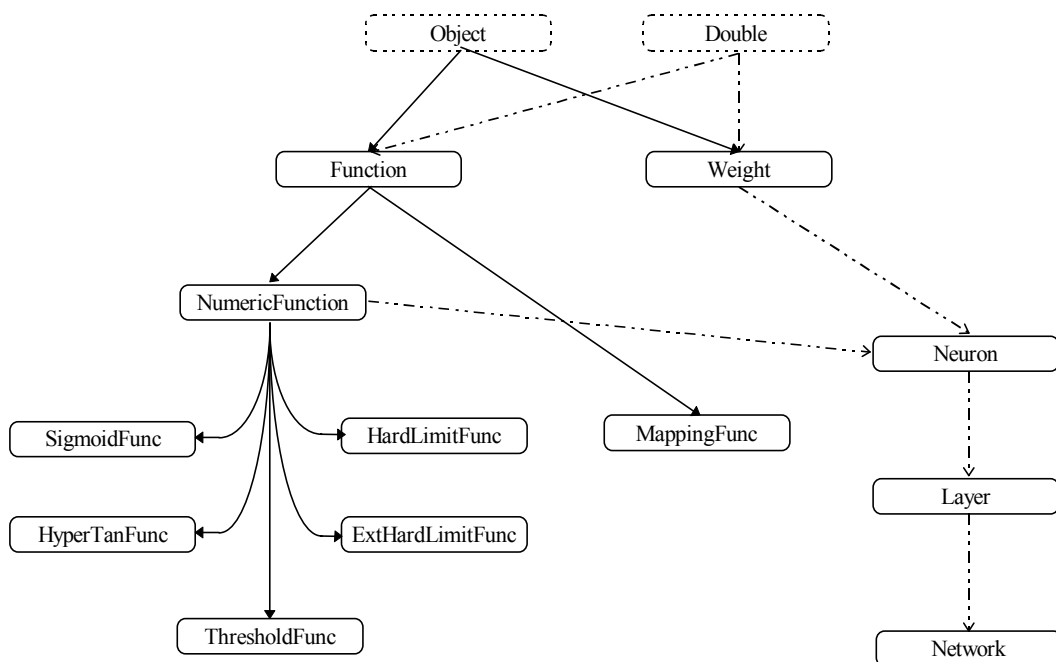 Object
Double
Function
Weight
NumericFunction
Neuron
SigmoidFunc
HardLimitFunc
MappingFunc
Layer
HyperTanFunc
ExtHardLimitFunc
ThresholdFunc
Network